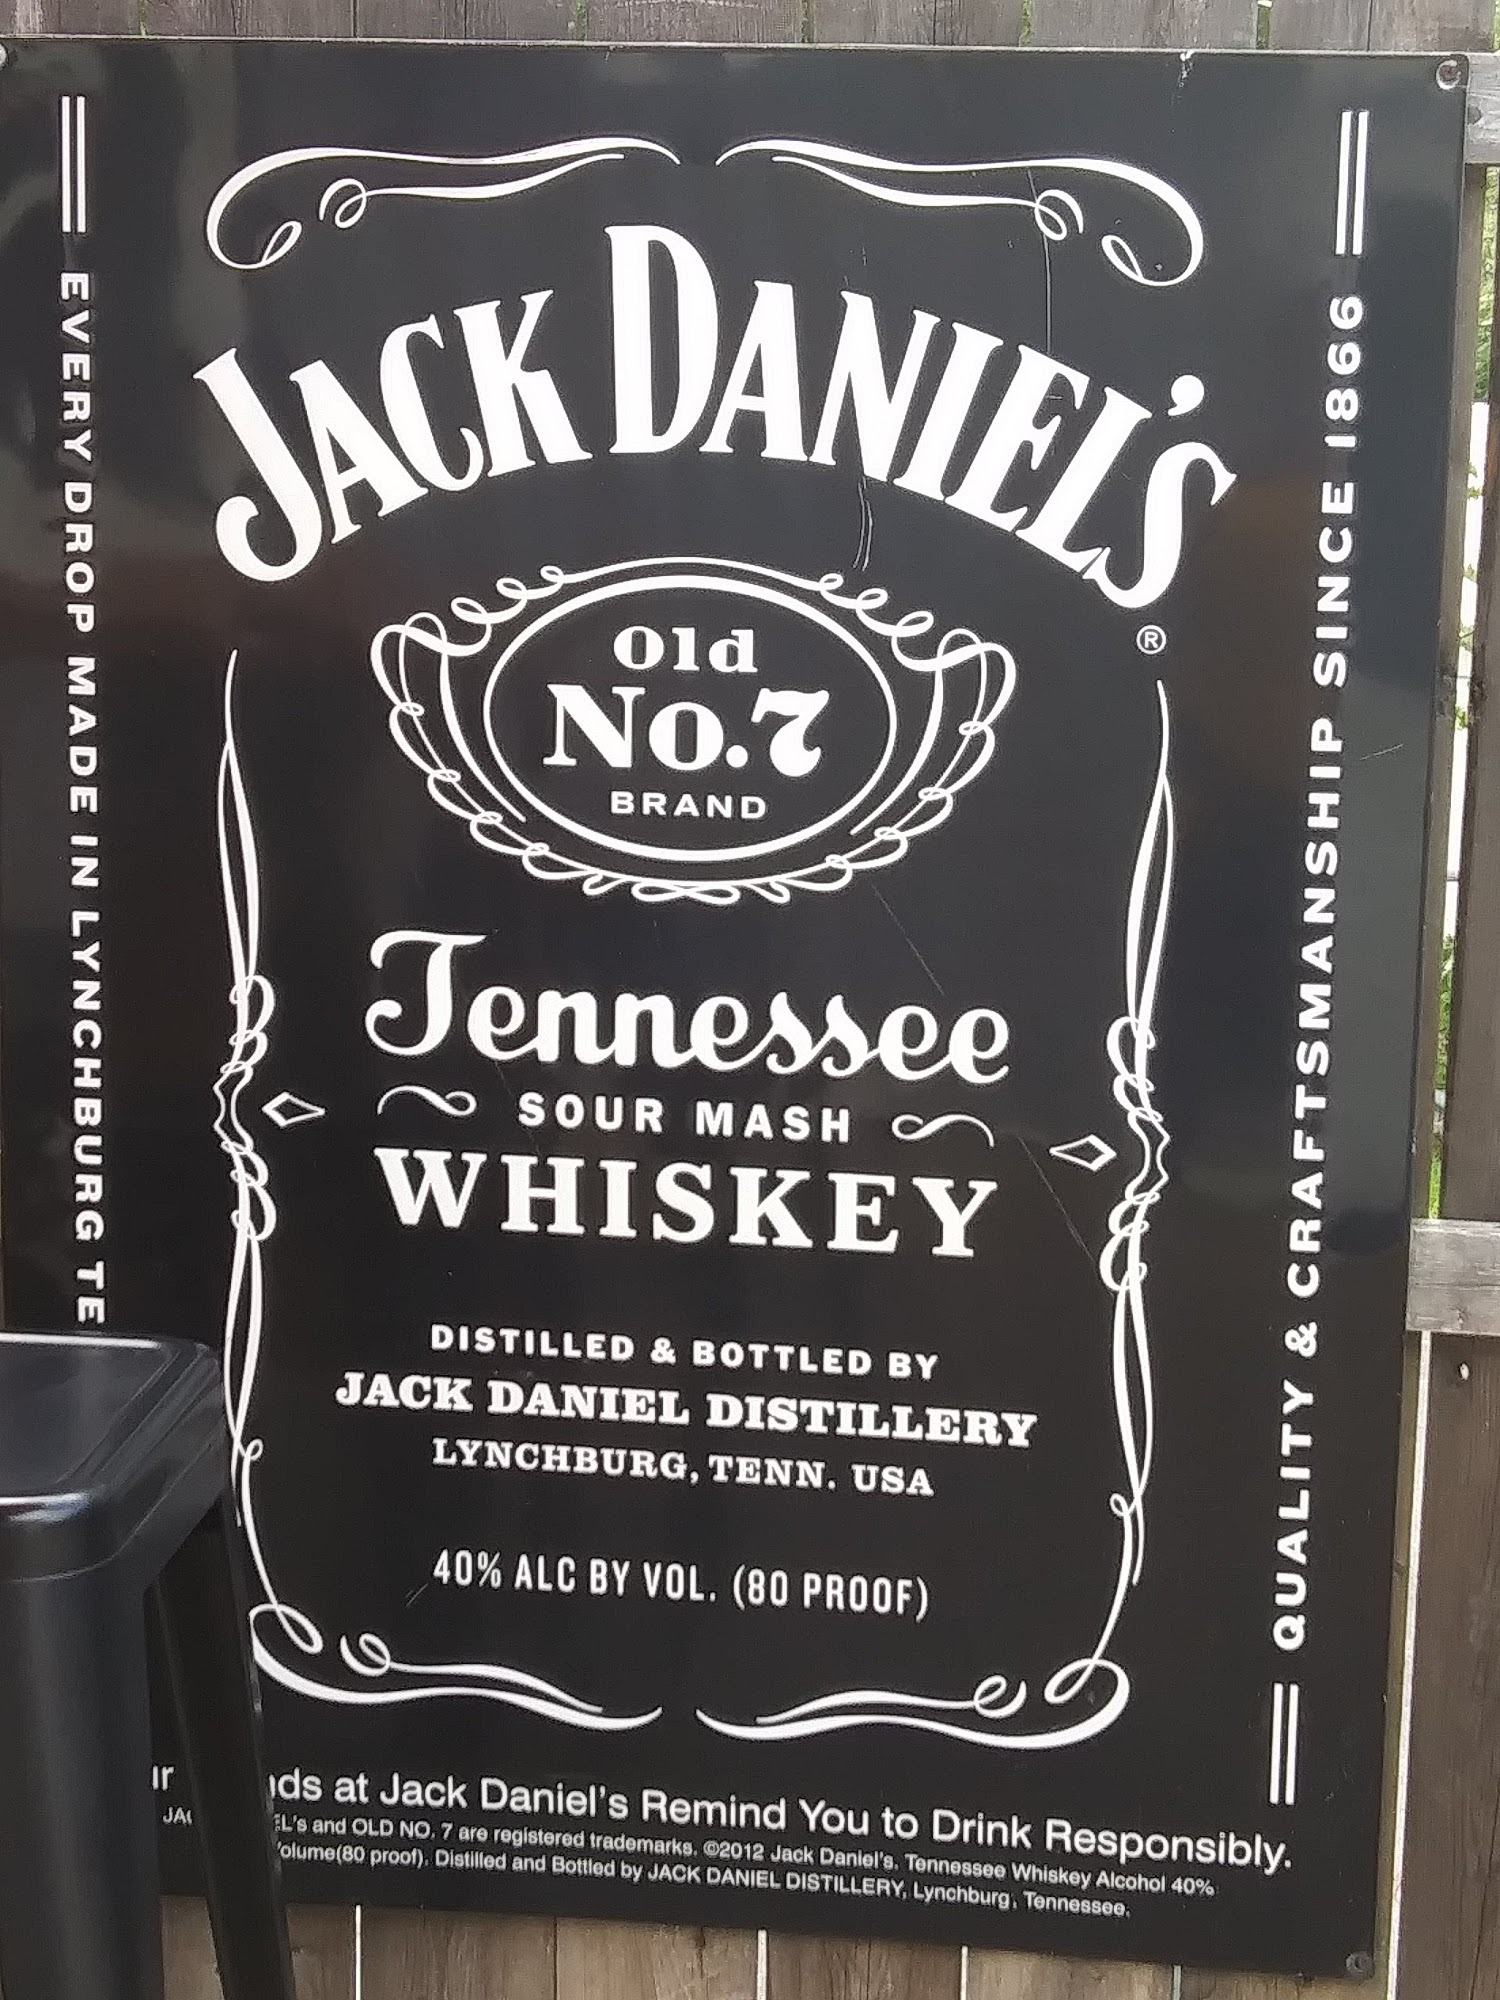 EVERY DROP MADE IN LYNCHBURG TE
JACK DANIEL'S
®
Old
No.7
BRAND
Tennessee
SOUR MASH
WHISKEY
DISTILLED & BOTTLED BY
JACK DANIEL DISTILLERY
LYNCHBURG, TENN. USA
40% ALC BY VOL. (80 PROOF)
QUALITY & CRAFTSMANSHIP SINCE 1866
at Jack Daniel's Remind You to Drink Responsibly.
and OLD NO. 7 are registered trademarks. ©2012 Jack Daniel's. Tennessee Whiskey Alcohol 40%
(80 proof). Distilled and Bottled by JACK DANIEL DISTILLERY, Lynchburg, Tennessee.